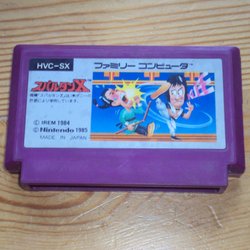 HVC-SX
ファミリー コンピュータ
スパルタンX
© IREM 1984
© Nintendo 1985
MADE IN JAPAN